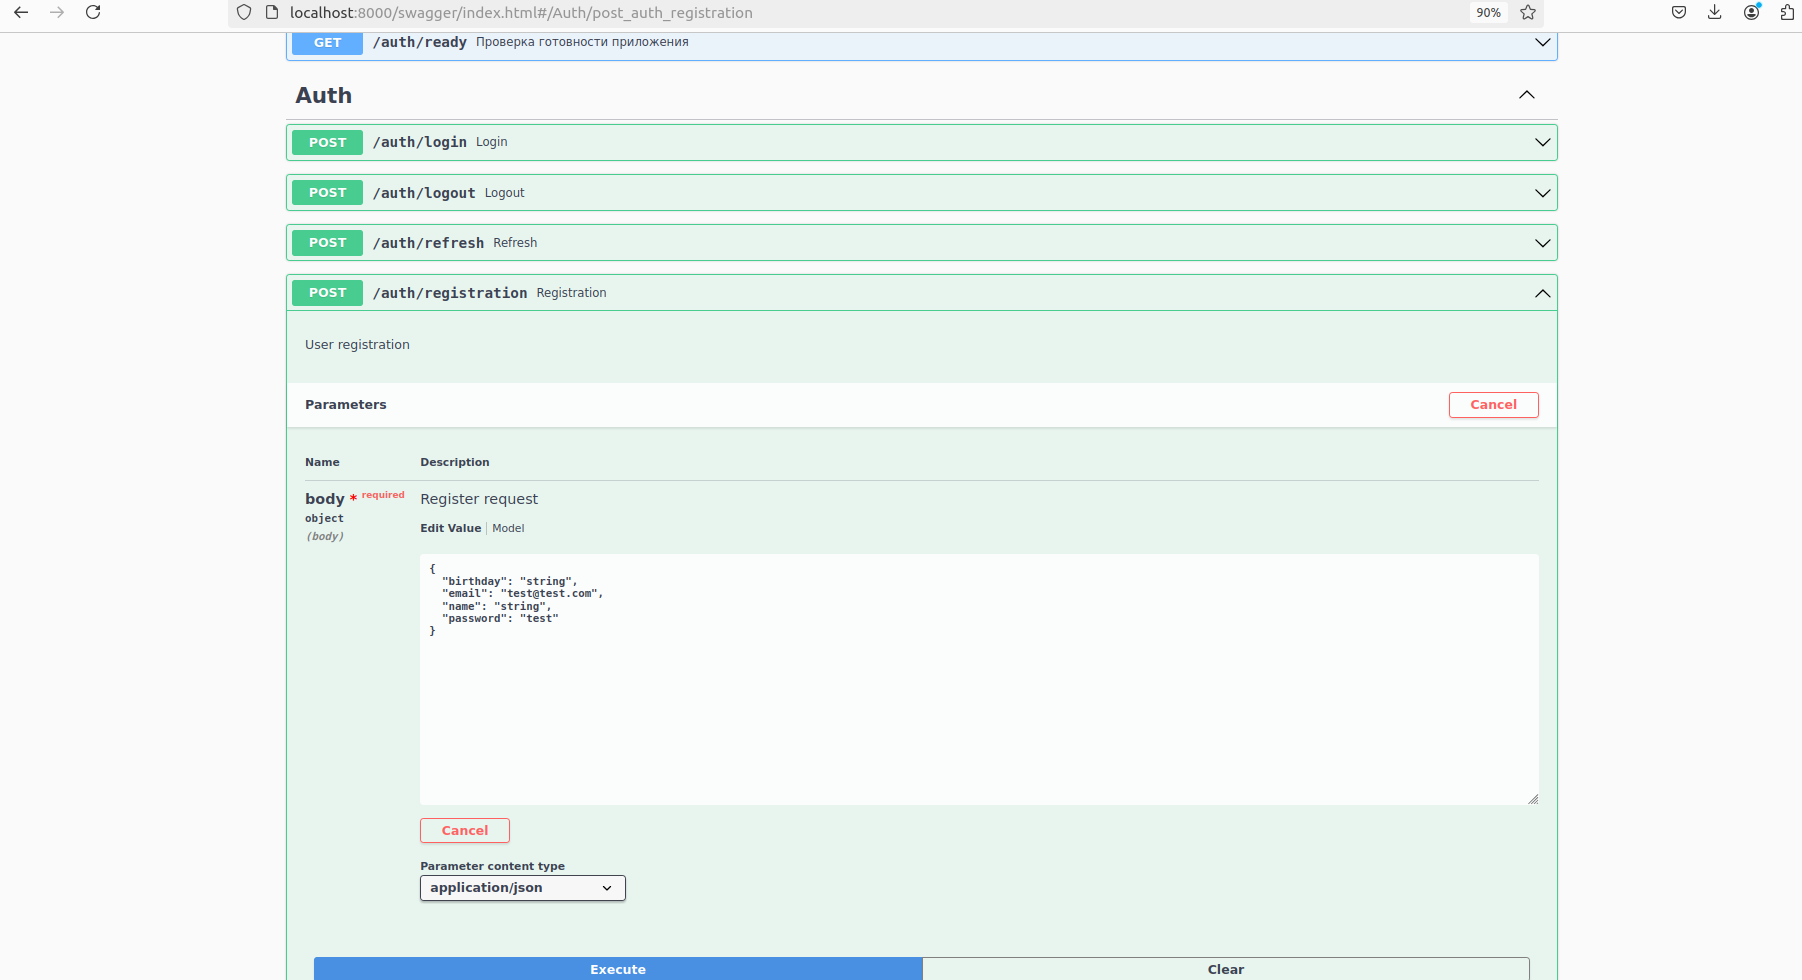 localhost:8000/swagger/index.html#/Auth/post_auth_registration 90%
GET /auth/ready Проверка готовности приложения
Auth
POST /auth/login Login
POST /auth/logout Logout
POST /auth/refresh Refresh
POST /auth/registration Registration
User registration
Parameters Cancel
Name Description
body * required Register request
object
(body)
Edit Value | Model
{
  "birthday": "string",
  "email": "test@test.com",
  "name": "string",
  "password": "test"
}
Cancel
Parameter content type
application/json
Execute Clear